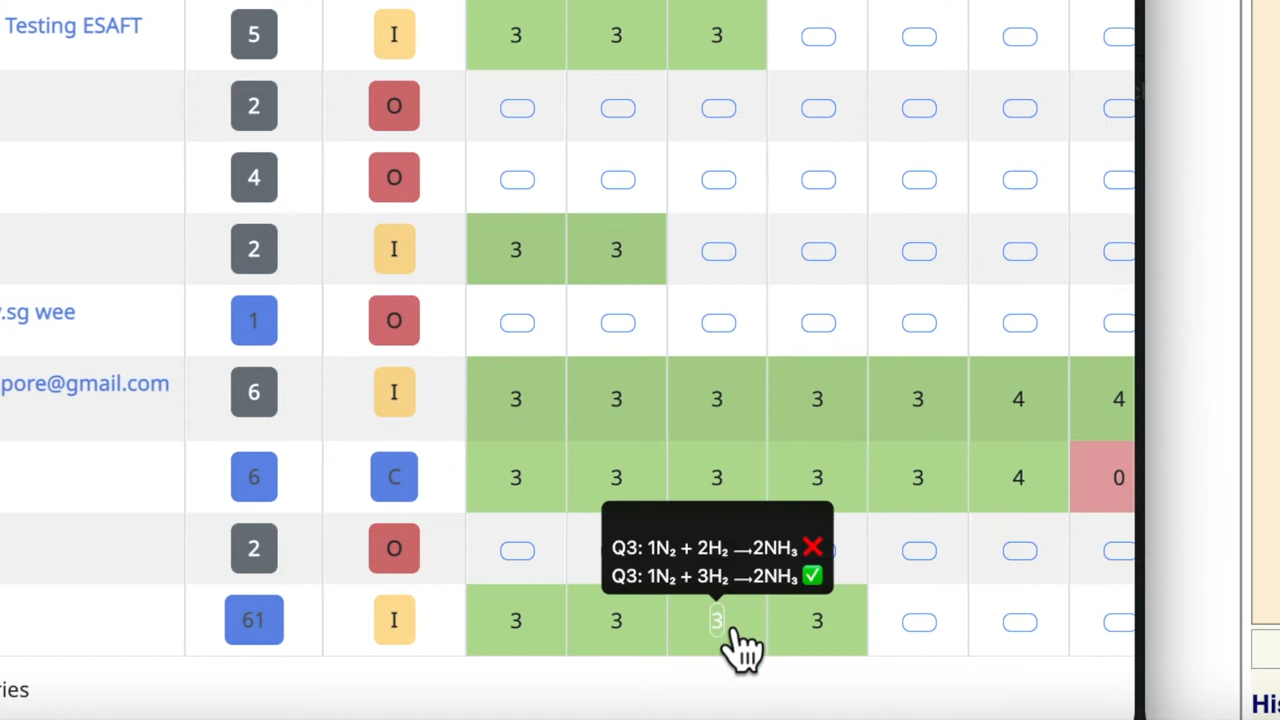 Testing ESAFT 5 I 3 3 3
2 O
4 O
2 I 3 3
.sg wee 1 O
pore@gmail.com 6 I 3 3 3 3 3 4 4
6 C 3 3 3 3 3 4 0
Q3: 1N₂ + 2H₂ →2NH₃ ❌
2 O
Q3: 1N₂ + 3H₂ →2NH₃ ✅
61 I 3 3 3 3
ries
His